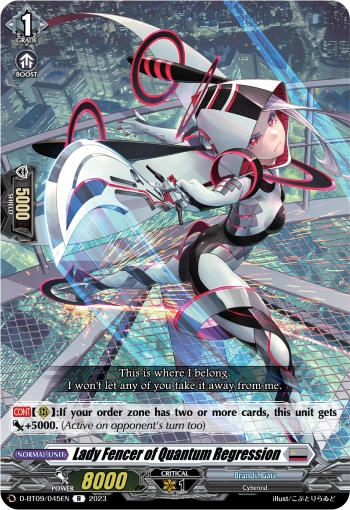 1
GRADE
BOOST
5000
SHIELD
This is where I belong.
I won't let any of you take it away from me.
CONT【】:If your order zone has two or more cards, this unit gets
+5000. (Active on opponent's turn too)
NORMAL UNIT
Lady Fencer of Quantum Regression
POWER 8000
CRITICAL
1
Brandt Gate
Cyberoid
D-BT09/045EN R 2023
illust/こぶとりらゐど